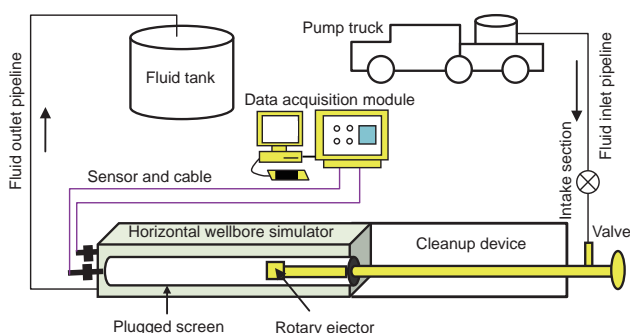 Pump truck
Fluid tank
Fluid outlet pipeline
Fluid inlet pipeline
Data acquisition module
Sensor and cable
Intake section
Valve
Horizontal wellbore simulator
Cleanup device
Plugged screen
Rotary ejector